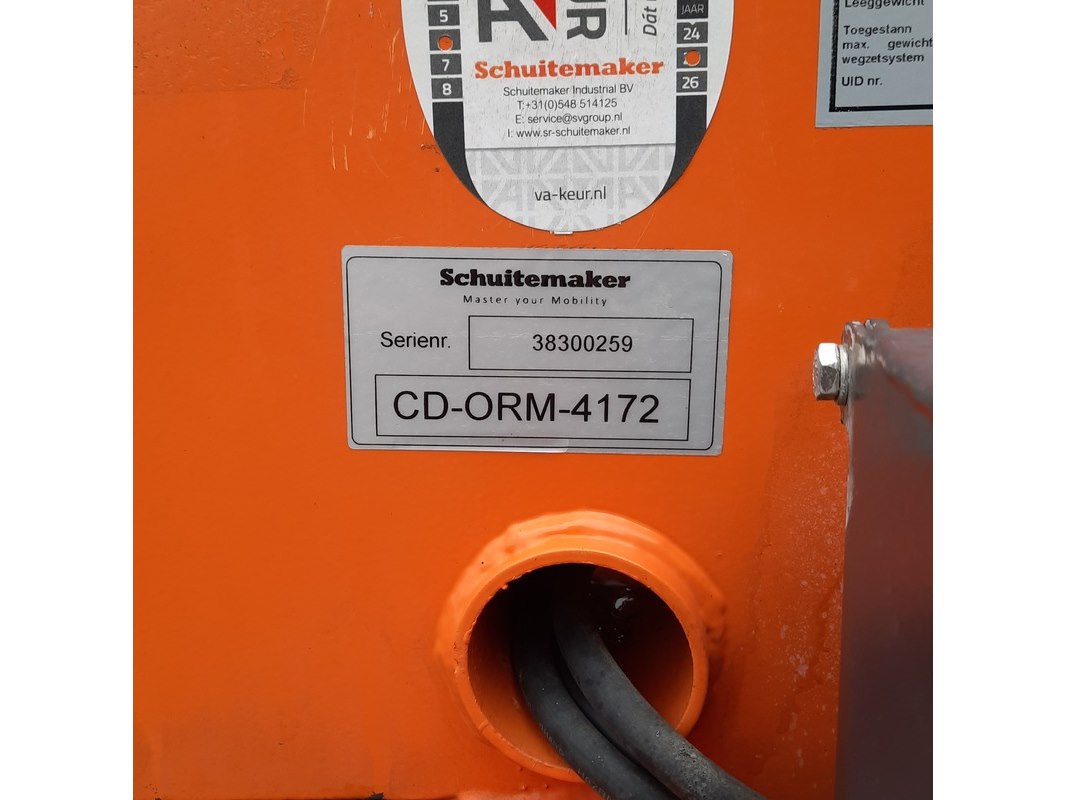 5
7
8
KEUR
Dát
JAAR
24
26
Schuitemaker
Schuitemaker Industrial BV
T:+31(0)548 514125
E: service@svgroup.nl
I: www.sr-schuitemaker.nl
va-keur.nl
Leeggewicht
Toegestann
max. gewicht
wegzetsystem
UID nr.
Schuitemaker
Master your Mobility
Serienr.
38300259
CD-ORM-4172